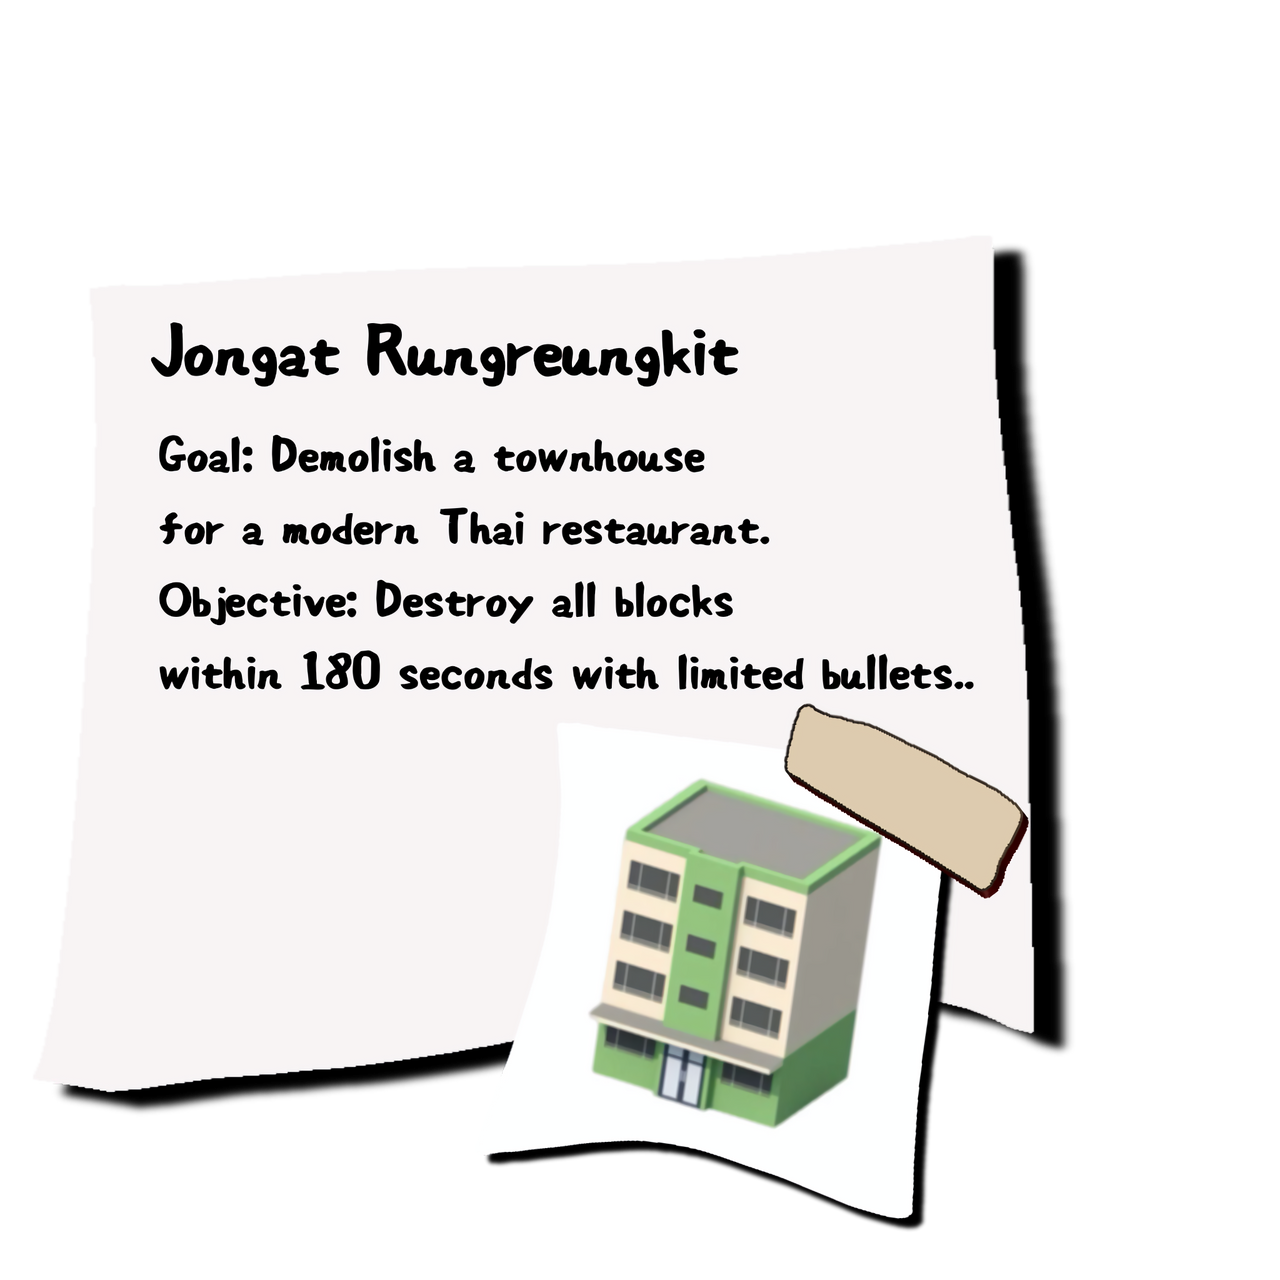 Jongat Rungreungkit
Goal: Demolish a townhouse
for a modern Thai restaurant.
Objective: Destroy all blocks
within 180 seconds with limited bullets..